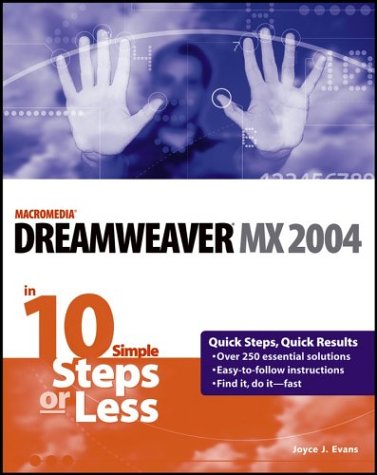 123456789
MACROMEDIA®
DREAMWEAVER® MX 2004
in
10
Simple
Steps
or Less
Quick Steps, Quick Results
•Over 250 essential solutions
•Easy-to-follow instructions
•Find it, do it—fast
Joyce J. Evans